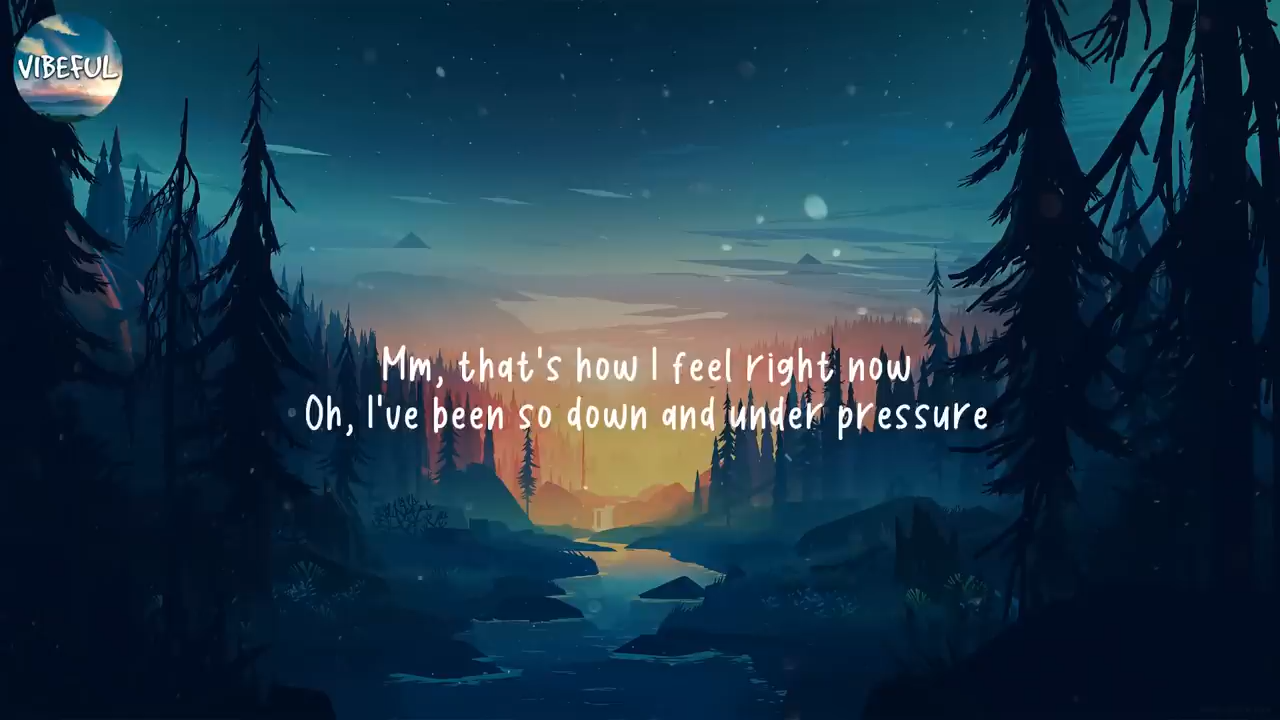 VIBEFUL
Mm, that's how I feel right now
Oh, I've been so down and under pressure